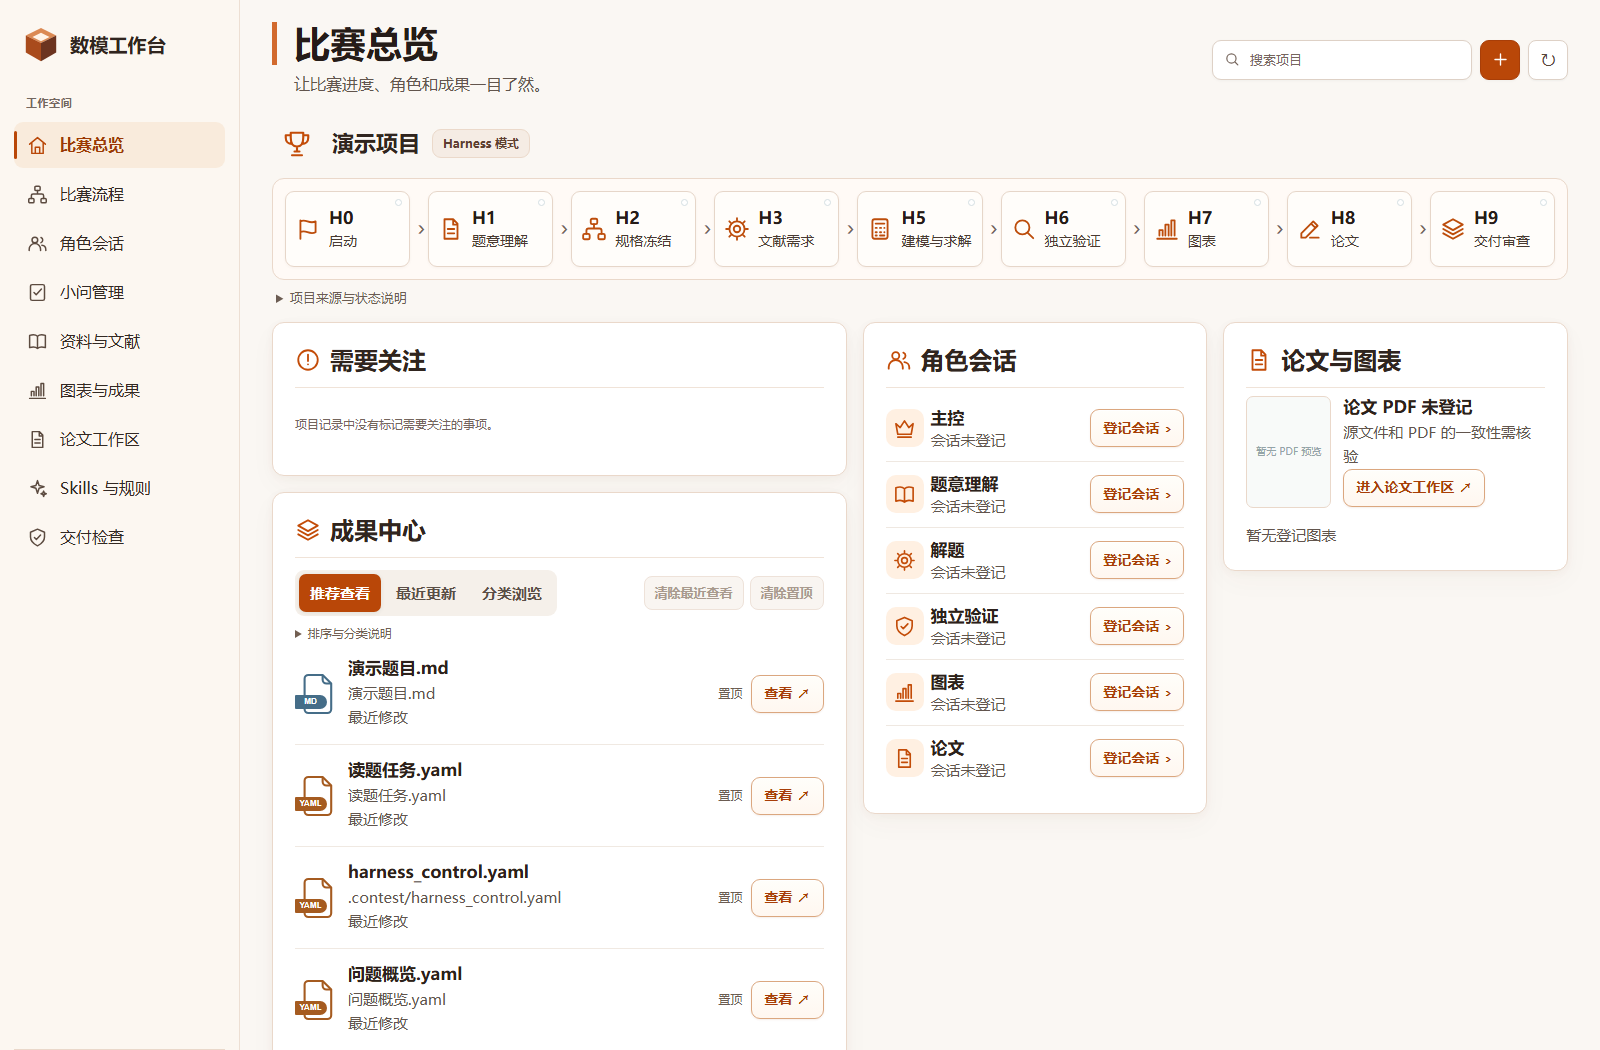 数模工作台
工作空间
比赛总览
比赛流程
角色会话
小问管理
资料与文献
图表与成果
论文工作区
Skills 与规则
交付检查
比赛总览
让比赛进度、角色和成果一目了然。
搜索项目
演示项目
Harness 模式
H0
启动
H1
题意理解
H2
规格冻结
H3
文献需求
H5
建模与求解
H6
独立验证
H7
图表
H8
论文
H9
交付审查
项目来源与状态说明
需要关注
项目记录中没有标记需要关注的事项。
成果中心
推荐查看
最近更新
分类浏览
清除最近查看
清除置顶
排序与分类说明
MD
演示题目.md
演示题目.md
最近修改
置顶
查看 ↗
YAML
读题任务.yaml
读题任务.yaml
最近修改
置顶
查看 ↗
YAML
harness_control.yaml
.contest/harness_control.yaml
最近修改
置顶
查看 ↗
YAML
问题概览.yaml
问题概览.yaml
最近修改
置顶
查看 ↗
角色会话
主控
会话未登记
登记会话 ›
题意理解
会话未登记
登记会话 ›
解题
会话未登记
登记会话 ›
独立验证
会话未登记
登记会话 ›
图表
会话未登记
登记会话 ›
论文
会话未登记
登记会话 ›
论文与图表
暂无 PDF 预览
论文 PDF 未登记
源文件和 PDF 的一致性需核
验
进入论文工作区 ↗
暂无登记图表